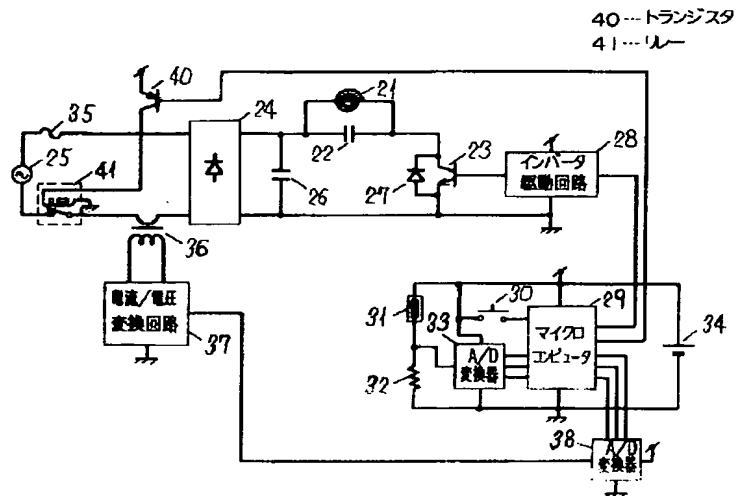 40…トランジスタ
41…リレー
40
35
24
21
25
41
22
23
28
インバータ
駆動回路
26
27
36
30
29
電流/電圧
変換回路
31
33
マイクロ
コンピュータ
34
37
A/D
変換器
32
38
A/D
変換器